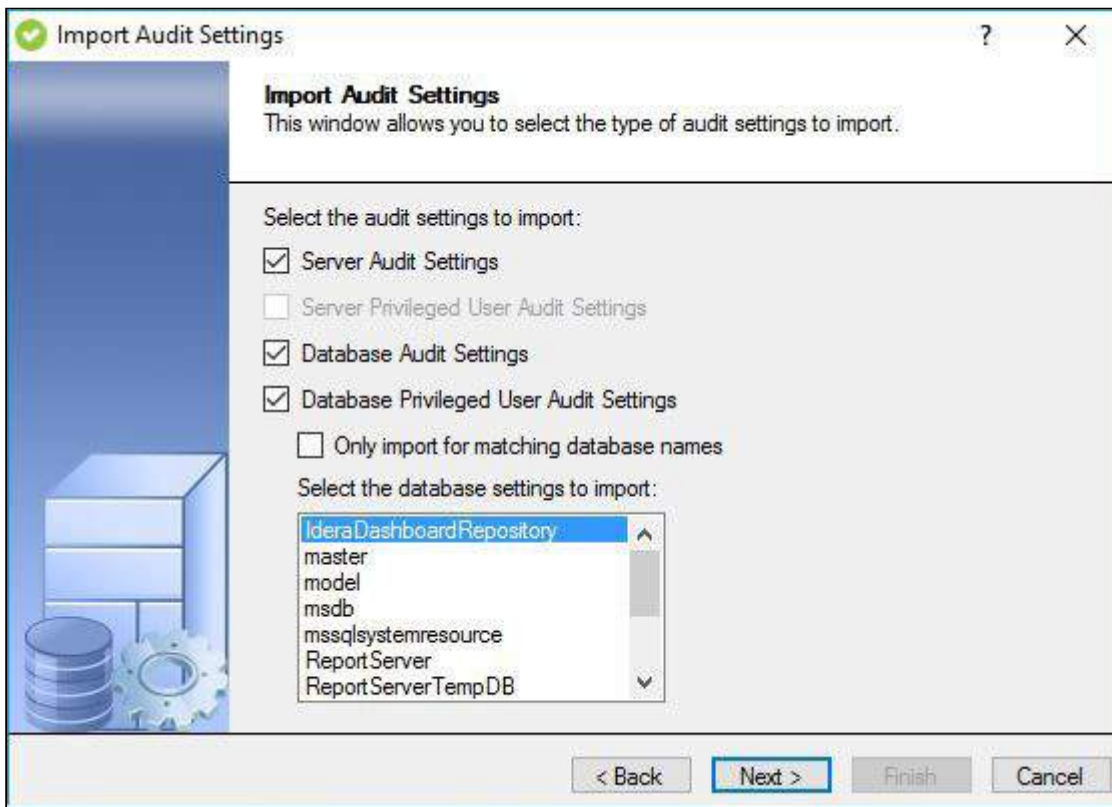 Import Audit Settings
?
Import Audit Settings
This window allows you to select the type of audit settings to import.
Select the audit settings to import:
Server Audit Settings
Server Privileged User Audit Settings
Database Audit Settings
Database Privileged User Audit Settings
Only import for matching database names
Select the database settings to import:
IderaDashboardRepository
master
model
msdb
mssqlsystemresource
ReportServer
ReportServerTempDB
< Back Next > Finish Cancel